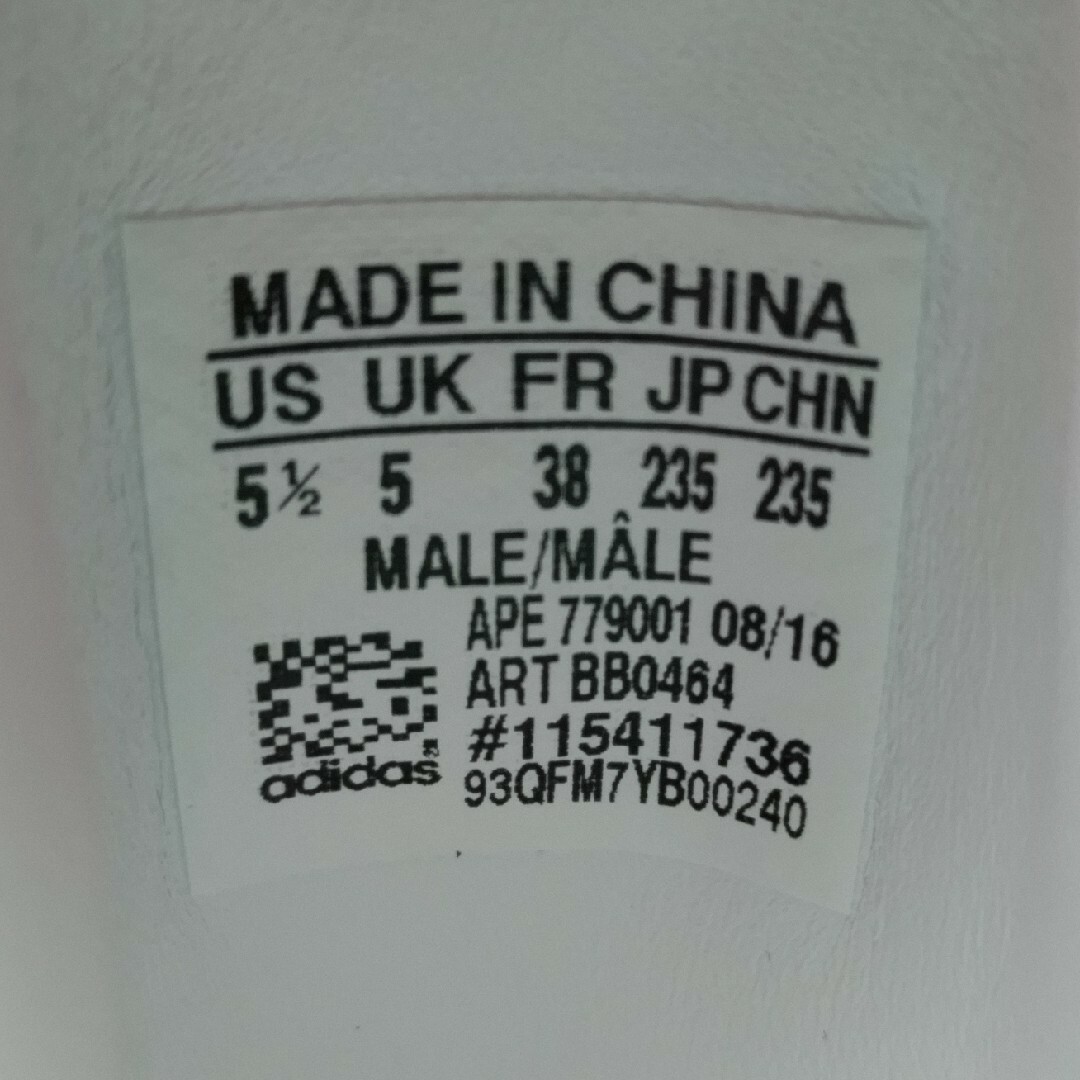 MADE IN CHINA
US UK FR JP CHN
5½ 5 38 235 235
MALE/MÂLE
APE 779001 08/16
ART BB0464
#115411736
adidas
93QFM7YB00240